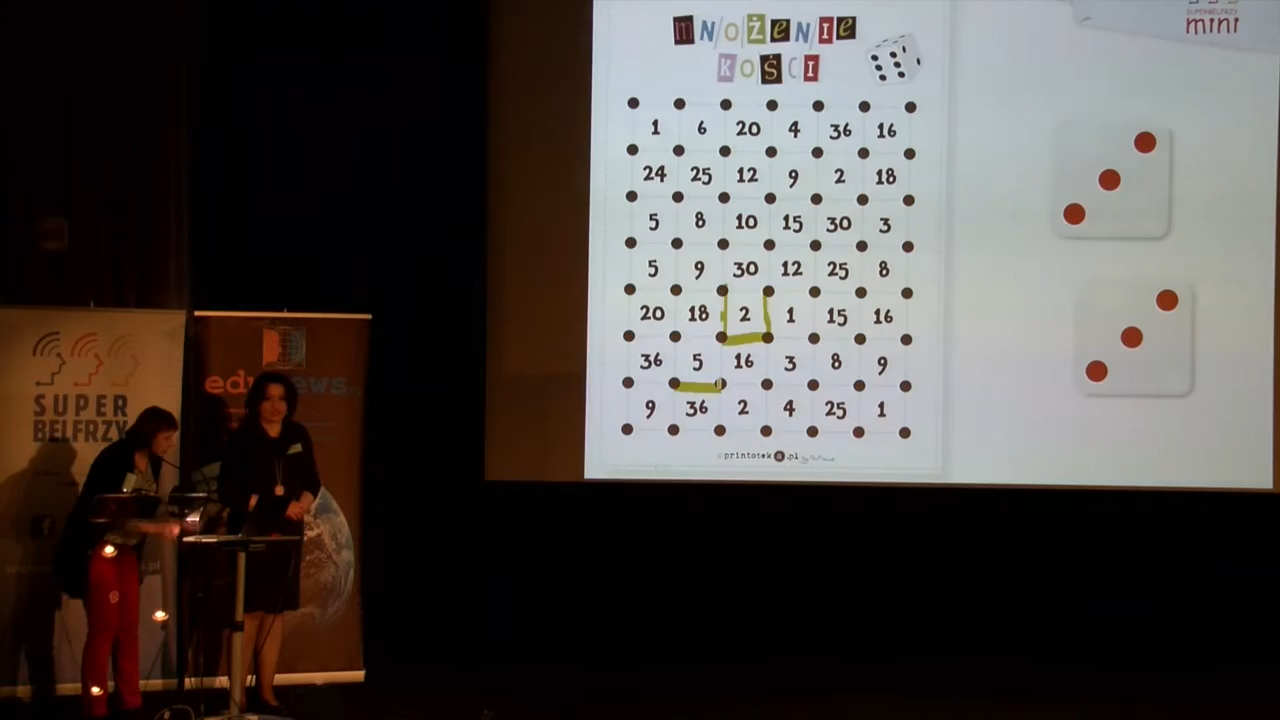 MNOŻENIE
KOŚCI
SUPERBELFRZY
mini
1 6 20 4 36 16
24 25 12 9 2 18
5 8 10 15 30 3
5 9 30 12 25 8
20 18 2 1 15 16
36 5 16 3 8 9
9 36 2 4 25 1
printoteka.pl
SUPER
BELFRZY
edunews.